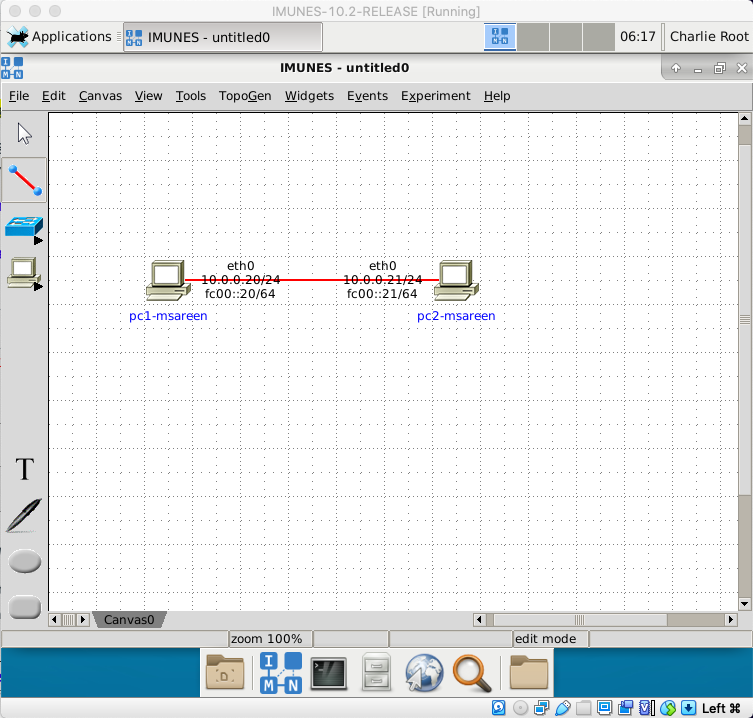 IMUNES-10.2-RELEASE [Running]
Applications IMUNES - untitled0 06:17 Charlie Root
IMUNES - untitled0
File Edit Canvas View Tools TopoGen Widgets Events Experiment Help
eth0 eth0
10.0.0.20/24 10.0.0.21/24
fc00::20/64 fc00::21/64
pc1-msareen pc2-msareen
T
Canvas0
zoom 100% edit mode
I M N
Left ⌘